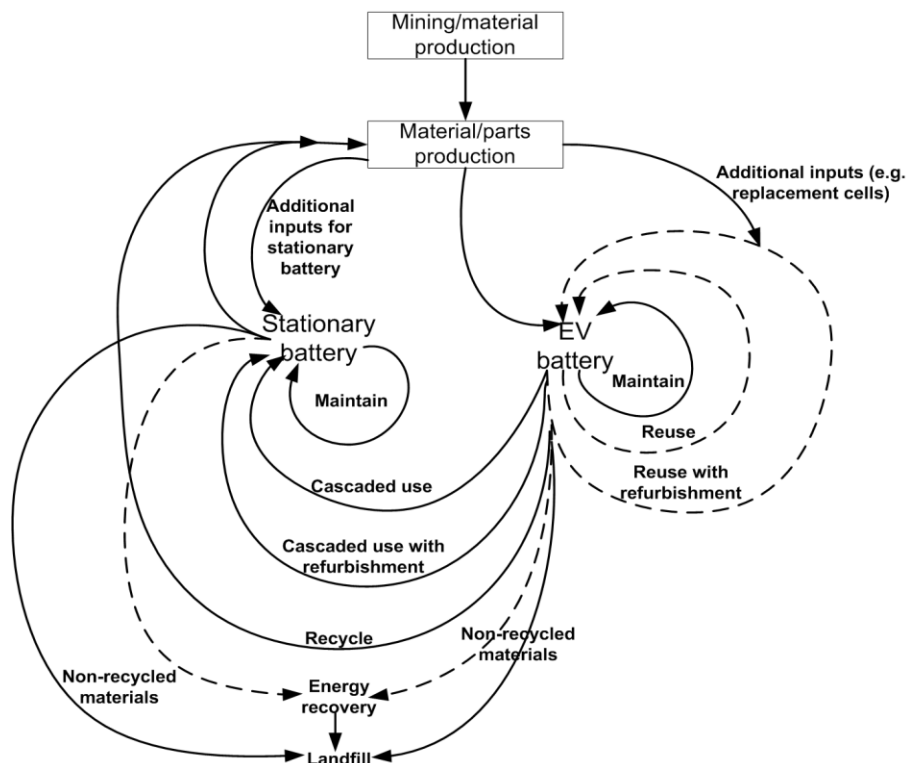 Mining/material
production
Material/parts
production
Additional inputs (e.g.
replacement cells)
Additional
inputs for
stationary
battery
Stationary
battery
EV
battery
Maintain
Maintain
Reuse
Reuse with
refurbishment
Cascaded use
Cascaded use with
refurbishment
Recycle
Non-recycled
materials
Non-recycled
materials
Energy
recovery
Landfill